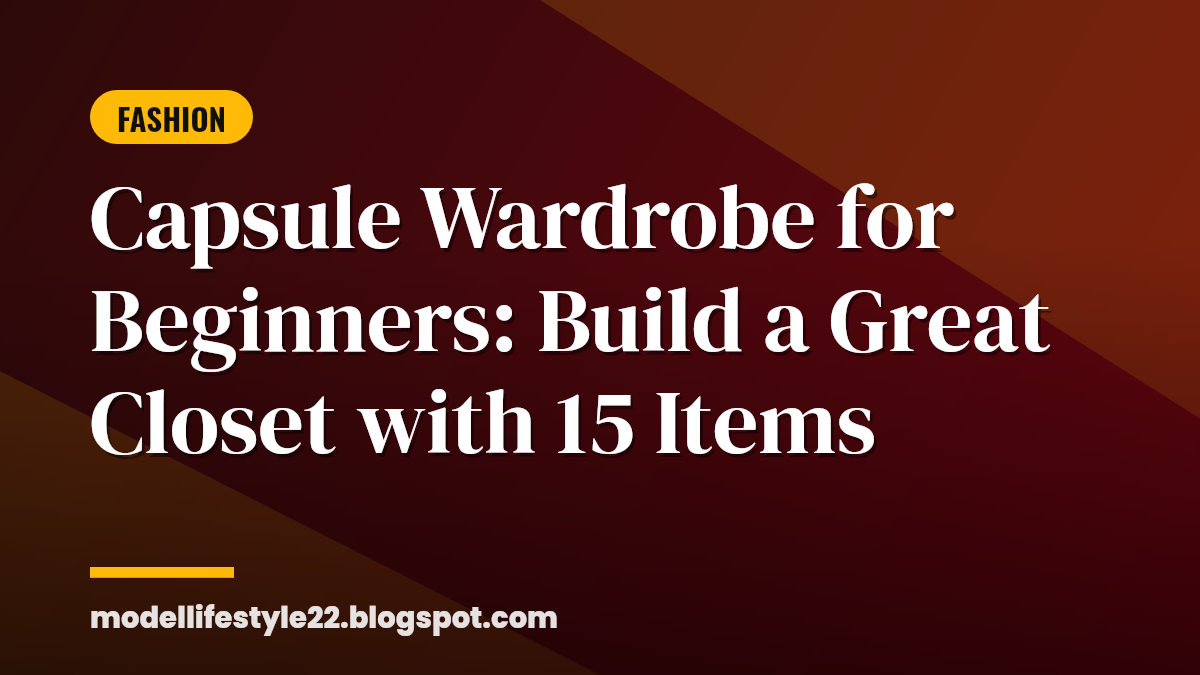 FASHION
Capsule Wardrobe for
Beginners: Build a Great
Closet with 15 Items
modellifestyle22.blogspot.com